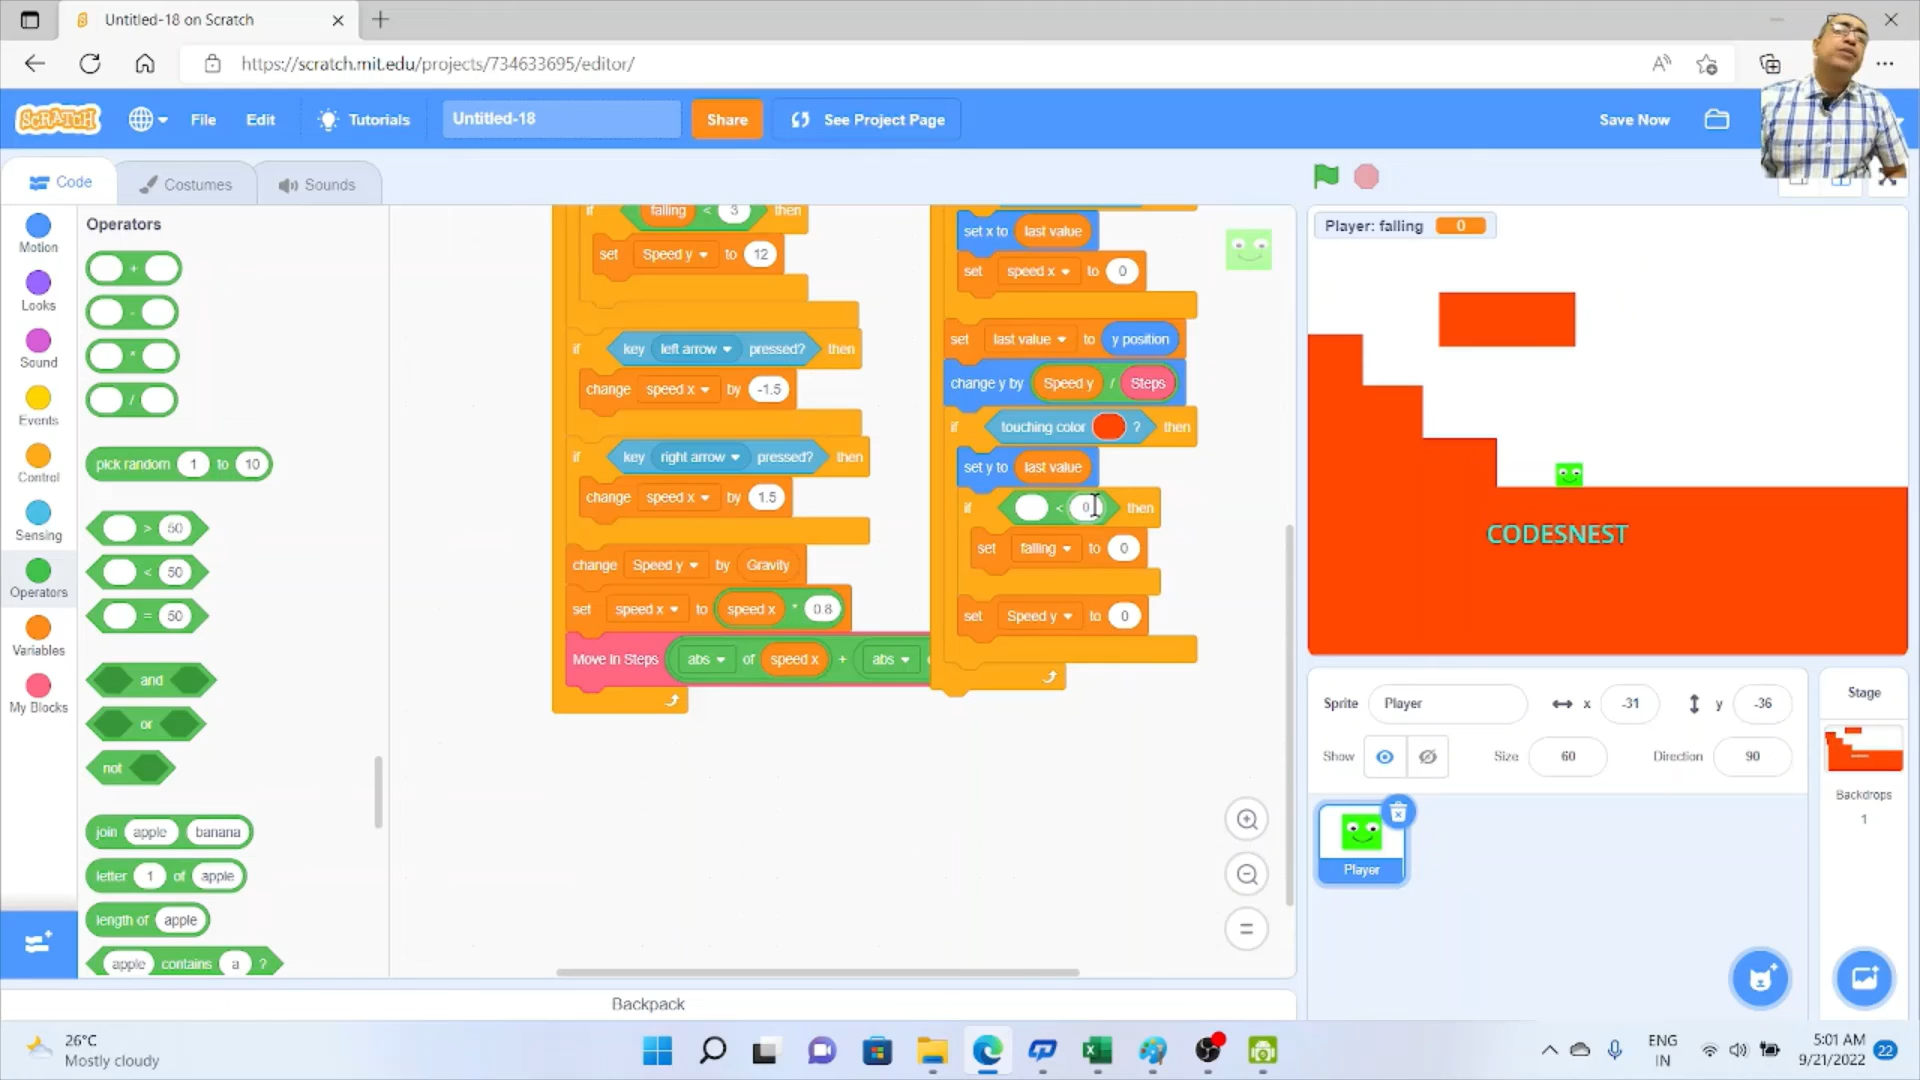 Untitled-18 on Scratch
https://scratch.mit.edu/projects/734633695/editor/
SCRATCH
File
Edit
Tutorials
Untitled-18
Share
See Project Page
Save Now
Code
Costumes
Sounds
Motion
Looks
Sound
Events
Control
Sensing
Operators
Variables
My Blocks
Operators
+
-
*
/
pick random 1 to 10
> 50
< 50
= 50
and
or
not
join apple banana
letter 1 of apple
length of apple
apple contains a ?
if falling < 3 then
set Speed y to 12
if key left arrow pressed? then
change speed x by -1.5
if key right arrow pressed? then
change speed x by 1.5
change Speed y by Gravity
set speed x to speed x * 0.8
Move In Steps abs of speed x + abs
set x to last value
set speed x to 0
set last value to y position
change y by Speed y / Steps
if touching color ? then
set y to last value
if < 0 then
set falling to 0
set Speed y to 0
Backpack
Player: falling 0
CODESNEST
Sprite Player x -31 y -36
Show Size 60 Direction 90
Player
Stage
Backdrops
1
26°C
Mostly cloudy
ENG
IN
5:01 AM
9/21/2022
22